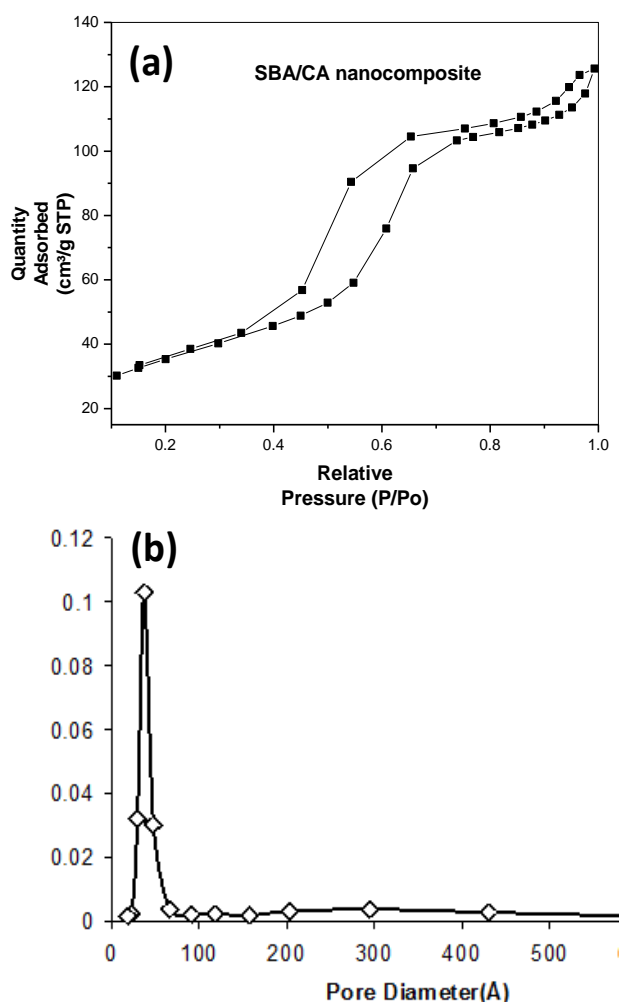 (a)
SBA/CA nanocomposite
140
120
100
80
60
40
20
Quantity
Adsorbed
(cm³/g STP)
0.2 0.4 0.6 0.8 1.0
Relative
Pressure (P/Po)
(b)
0.12
0.1
0.08
0.06
0.04
0.02
0
0 100 200 300 400 500
Pore Diameter(Å)